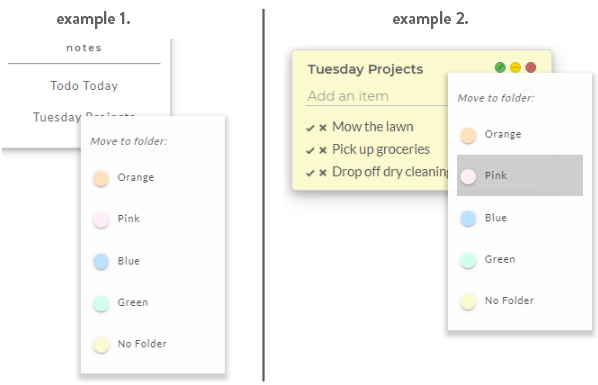 example 1.
notes
Todo Today
Tuesday Projects
Move to folder:
Orange
Pink
Blue
Green
No Folder
example 2.
Tuesday Projects
Add an item
Mow the lawn
Pick up groceries
Drop off dry cleaning
Move to folder:
Orange
Pink
Blue
Green
No Folder